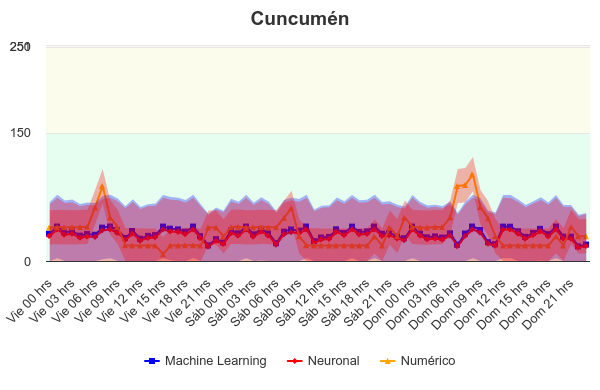 Cuncumén
250
150
0
Vie 00 hrs
Vie 03 hrs
Vie 06 hrs
Vie 09 hrs
Vie 12 hrs
Vie 15 hrs
Vie 18 hrs
Vie 21 hrs
Sáb 00 hrs
Sáb 03 hrs
Sáb 06 hrs
Sáb 09 hrs
Sáb 12 hrs
Sáb 15 hrs
Sáb 18 hrs
Sáb 21 hrs
Dom 00 hrs
Dom 03 hrs
Dom 06 hrs
Dom 09 hrs
Dom 12 hrs
Dom 15 hrs
Dom 18 hrs
Dom 21 hrs
Machine Learning
Neuronal
Numérico